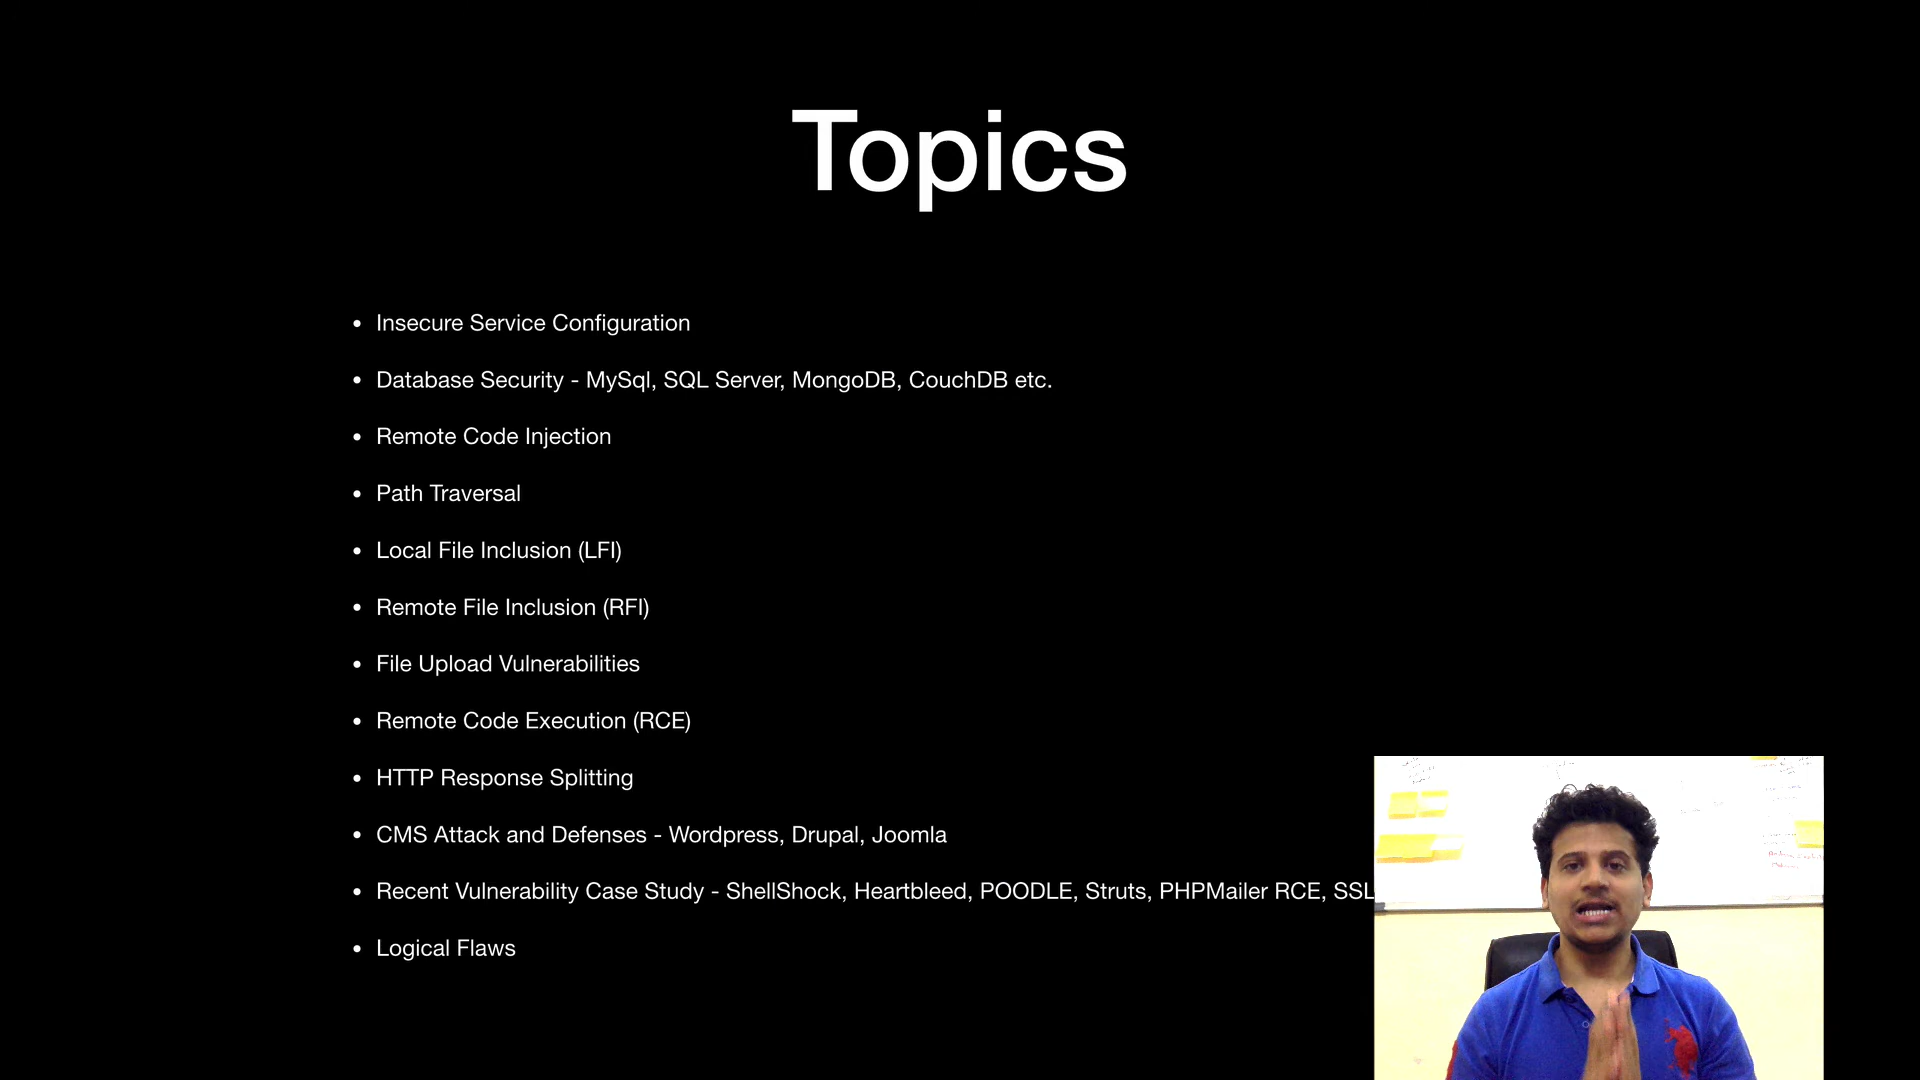 Topics
• Insecure Service Configuration
• Database Security - MySql, SQL Server, MongoDB, CouchDB etc.
• Remote Code Injection
• Path Traversal
• Local File Inclusion (LFI)
• Remote File Inclusion (RFI)
• File Upload Vulnerabilities
• Remote Code Execution (RCE)
• HTTP Response Splitting
• CMS Attack and Defenses - Wordpress, Drupal, Joomla
• Recent Vulnerability Case Study - ShellShock, Heartbleed, POODLE, Struts, PHPMailer RCE, SSL
• Logical Flaws